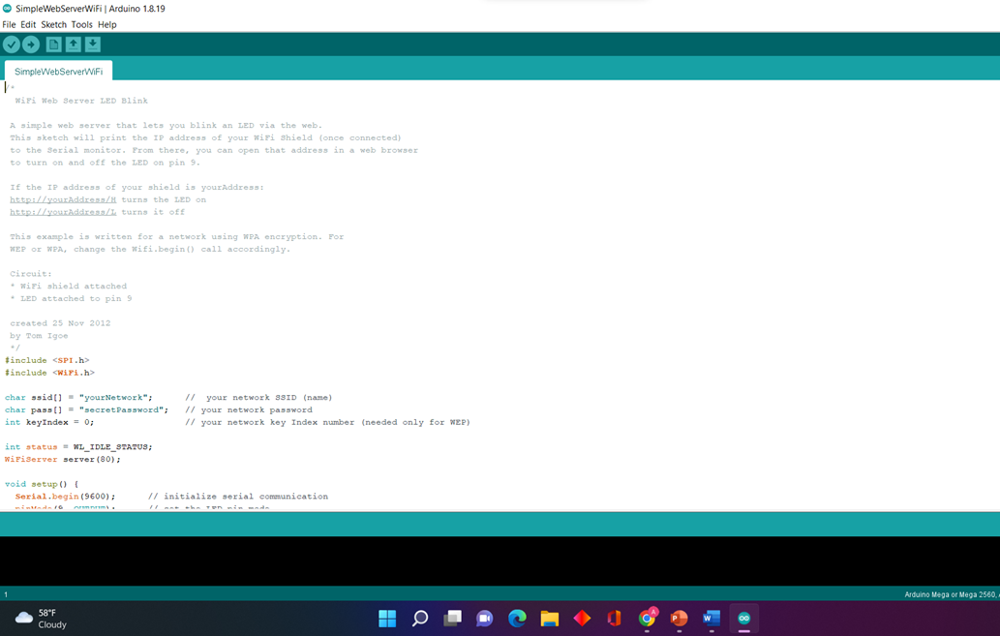 SimpleWebServerWiFi | Arduino 1.8.19
File Edit Sketch Tools Help
SimpleWebServerWiFi
/*
WiFi Web Server LED Blink
A simple web server that lets you blink an LED via the web.
This sketch will print the IP address of your WiFi Shield (once connected)
to the Serial monitor. From there, you can open that address in a web browser
to turn on and off the LED on pin 9.
If the IP address of your shield is yourAddress:
http://yourAddress/H turns the LED on
http://yourAddress/L turns it off
This example is written for a network using WPA encryption. For
WEP or WPA, change the Wifi.begin() call accordingly.
Circuit:
* WiFi shield attached
* LED attached to pin 9
created 25 Nov 2012
by Tom Igoe
*/
#include <SPI.h>
#include <WiFi.h>
char ssid[] = "yourNetwork"; // your network SSID (name)
char pass[] = "secretPassword"; // your network password
int keyIndex = 0; // your network key Index number (needed only for WEP)
int status = WL_IDLE_STATUS;
WiFiServer server(80);
void setup() {
Serial.begin(9600); // initialize serial communication
1
Arduino Mega or Mega 2560,
58°F
Cloudy
A
P
W